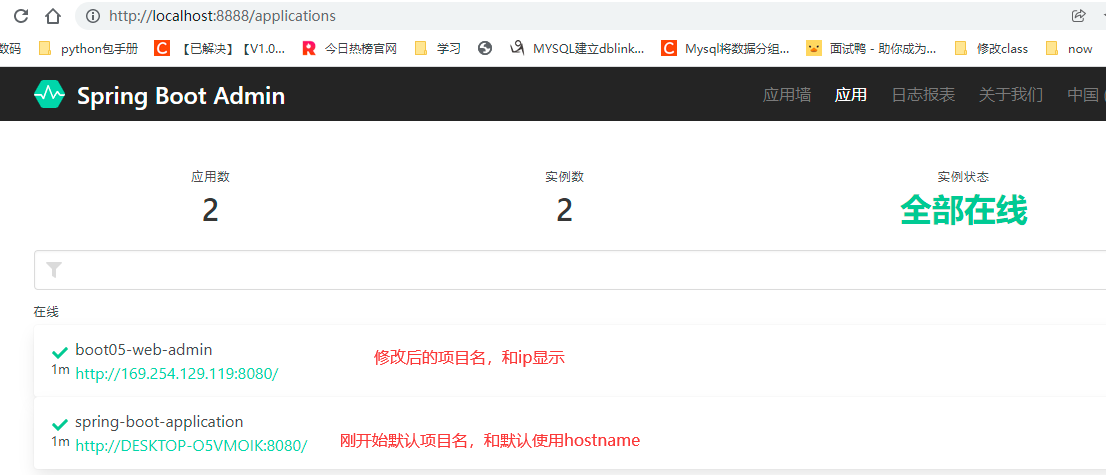 http://localhost:8888/applications
数码 python包手册 【已解决】【V1.0... 今日热榜官网 学习 MYSQL建立dblink... Mysql将数据分组... 面试鸭 - 助你成为... 修改class now
Spring Boot Admin 应用墙 应用 日志报表 关于我们 中国 (
应用数 实例数 实例状态
2 2 全部在线
在线
boot05-web-admin
1m http://169.254.129.119:8080/
修改后的项目名，和ip显示
spring-boot-application
1m http://DESKTOP-O5VMOIK:8080/
刚开始默认项目名，和默认使用hostname